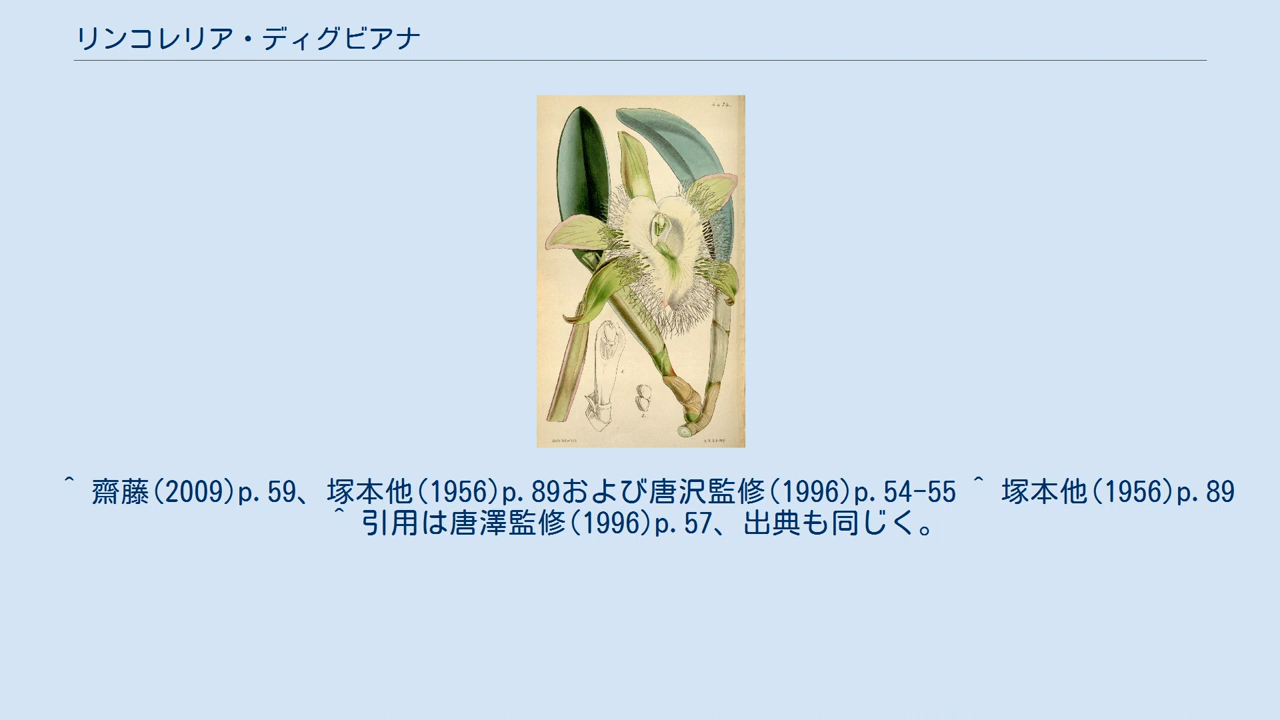 リンコレリア・ディグビアナ
^ 齋藤(2009)p.59、塚本他(1956)p.89および唐沢監修(1996)p.54-55 ^ 塚本他(1956)p.89
^ 引用は唐澤監修(1996)p.57、出典も同じく。